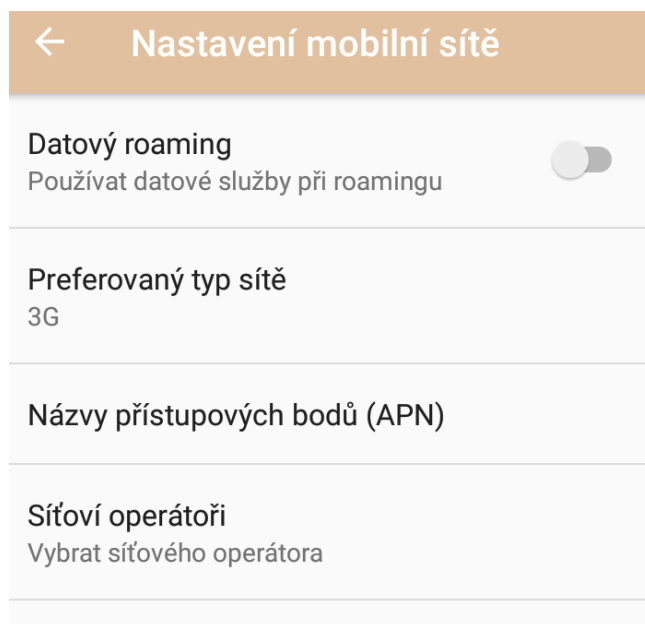 Nastavení mobilní sítě
Datový roaming
Používat datové služby při roamingu
Preferovaný typ sítě
3G
Názvy přístupových bodů (APN)
Síťoví operátoři
Vybrat síťového operátora